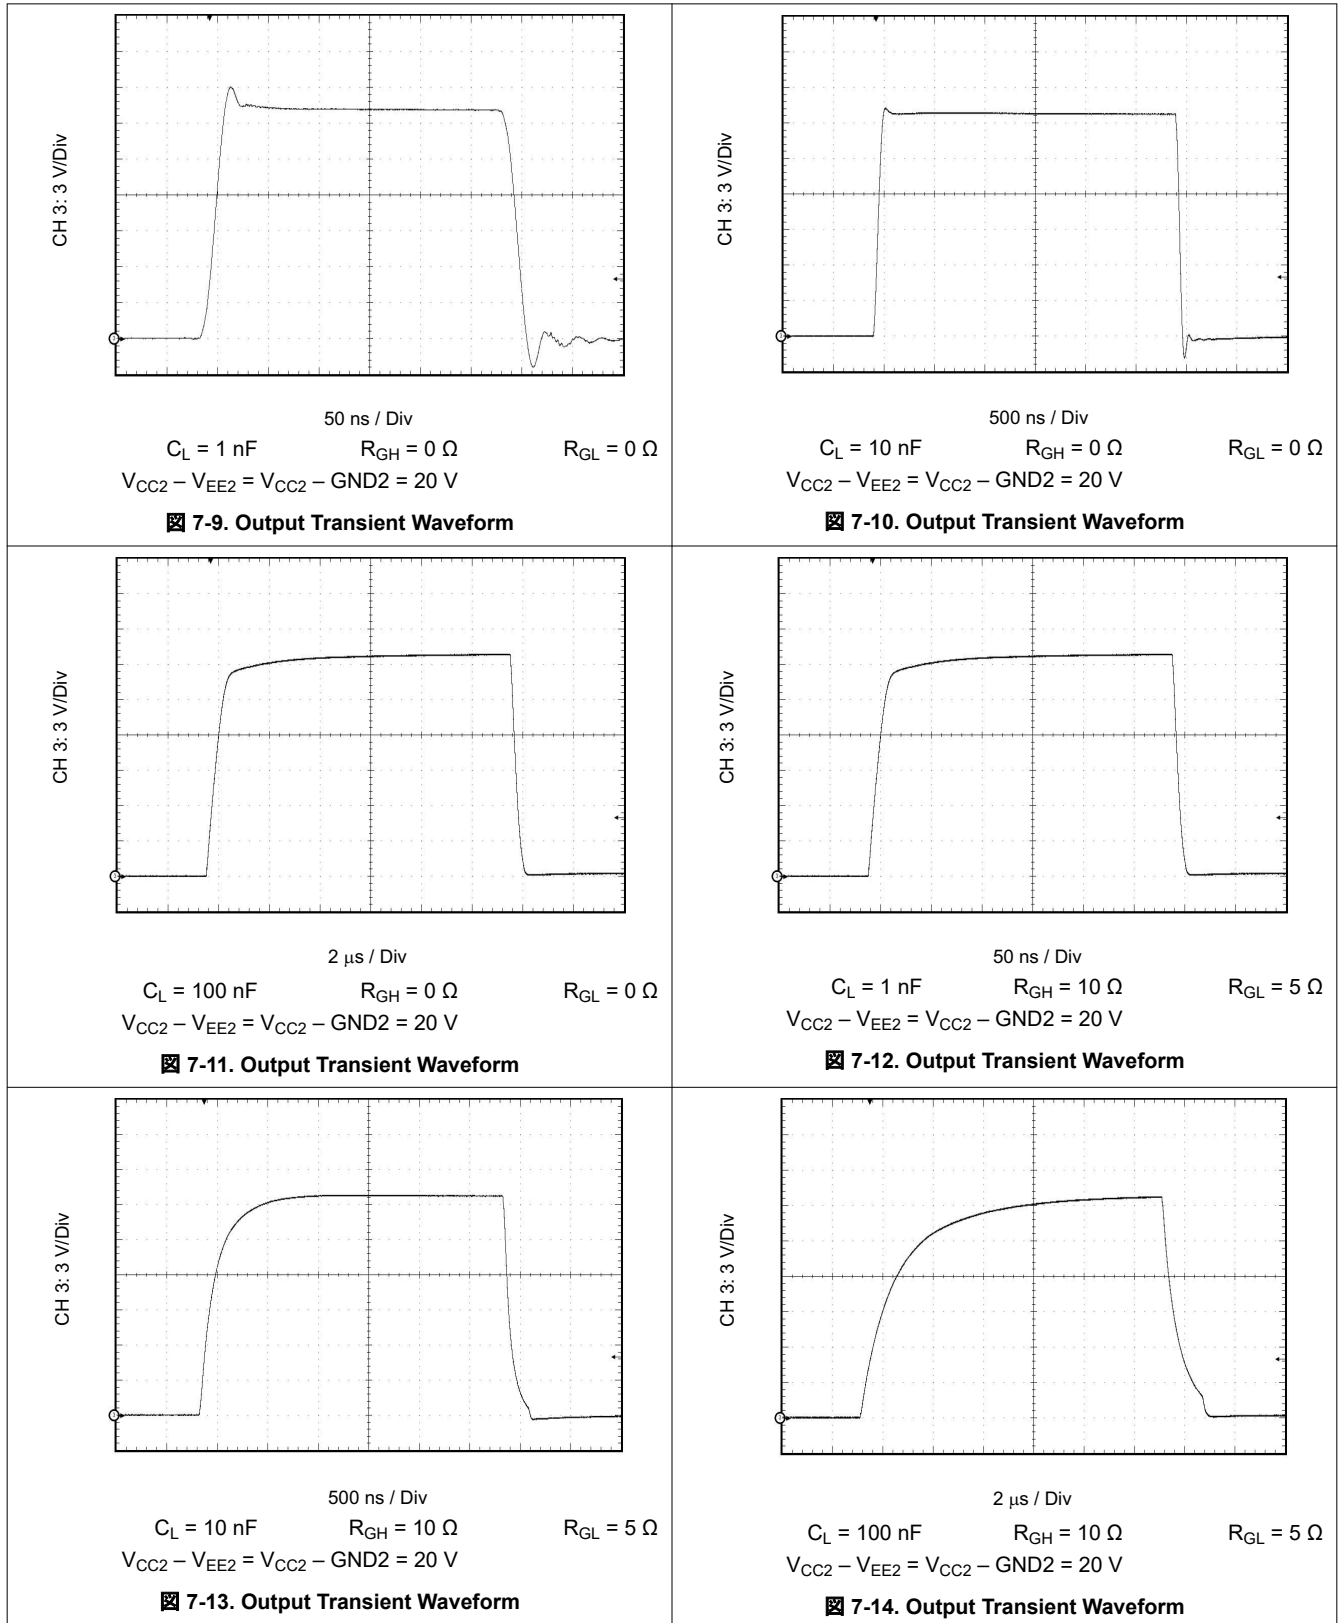 CH 3: 3 V/Div
50 ns / Div
C_L = 1 nF R_GH = 0 Ω R_GL = 0 Ω
V_CC2 – V_EE2 = V_CC2 – GND2 = 20 V
図 7-9. Output Transient Waveform
CH 3: 3 V/Div
500 ns / Div
C_L = 10 nF R_GH = 0 Ω R_GL = 0 Ω
V_CC2 – V_EE2 = V_CC2 – GND2 = 20 V
図 7-10. Output Transient Waveform
CH 3: 3 V/Div
2 μs / Div
C_L = 100 nF R_GH = 0 Ω R_GL = 0 Ω
V_CC2 – V_EE2 = V_CC2 – GND2 = 20 V
図 7-11. Output Transient Waveform
CH 3: 3 V/Div
50 ns / Div
C_L = 1 nF R_GH = 10 Ω R_GL = 5 Ω
V_CC2 – V_EE2 = V_CC2 – GND2 = 20 V
図 7-12. Output Transient Waveform
CH 3: 3 V/Div
500 ns / Div
C_L = 10 nF R_GH = 10 Ω R_GL = 5 Ω
V_CC2 – V_EE2 = V_CC2 – GND2 = 20 V
図 7-13. Output Transient Waveform
CH 3: 3 V/Div
2 μs / Div
C_L = 100 nF R_GH = 10 Ω R_GL = 5 Ω
V_CC2 – V_EE2 = V_CC2 – GND2 = 20 V
図 7-14. Output Transient Waveform